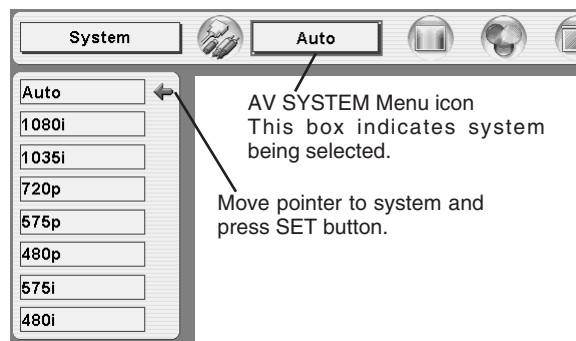 System
Auto
Auto
1080i
1035i
720p
575p
480p
575i
480i
AV SYSTEM Menu icon
This box indicates system
being selected.
Move pointer to system and
press SET button.